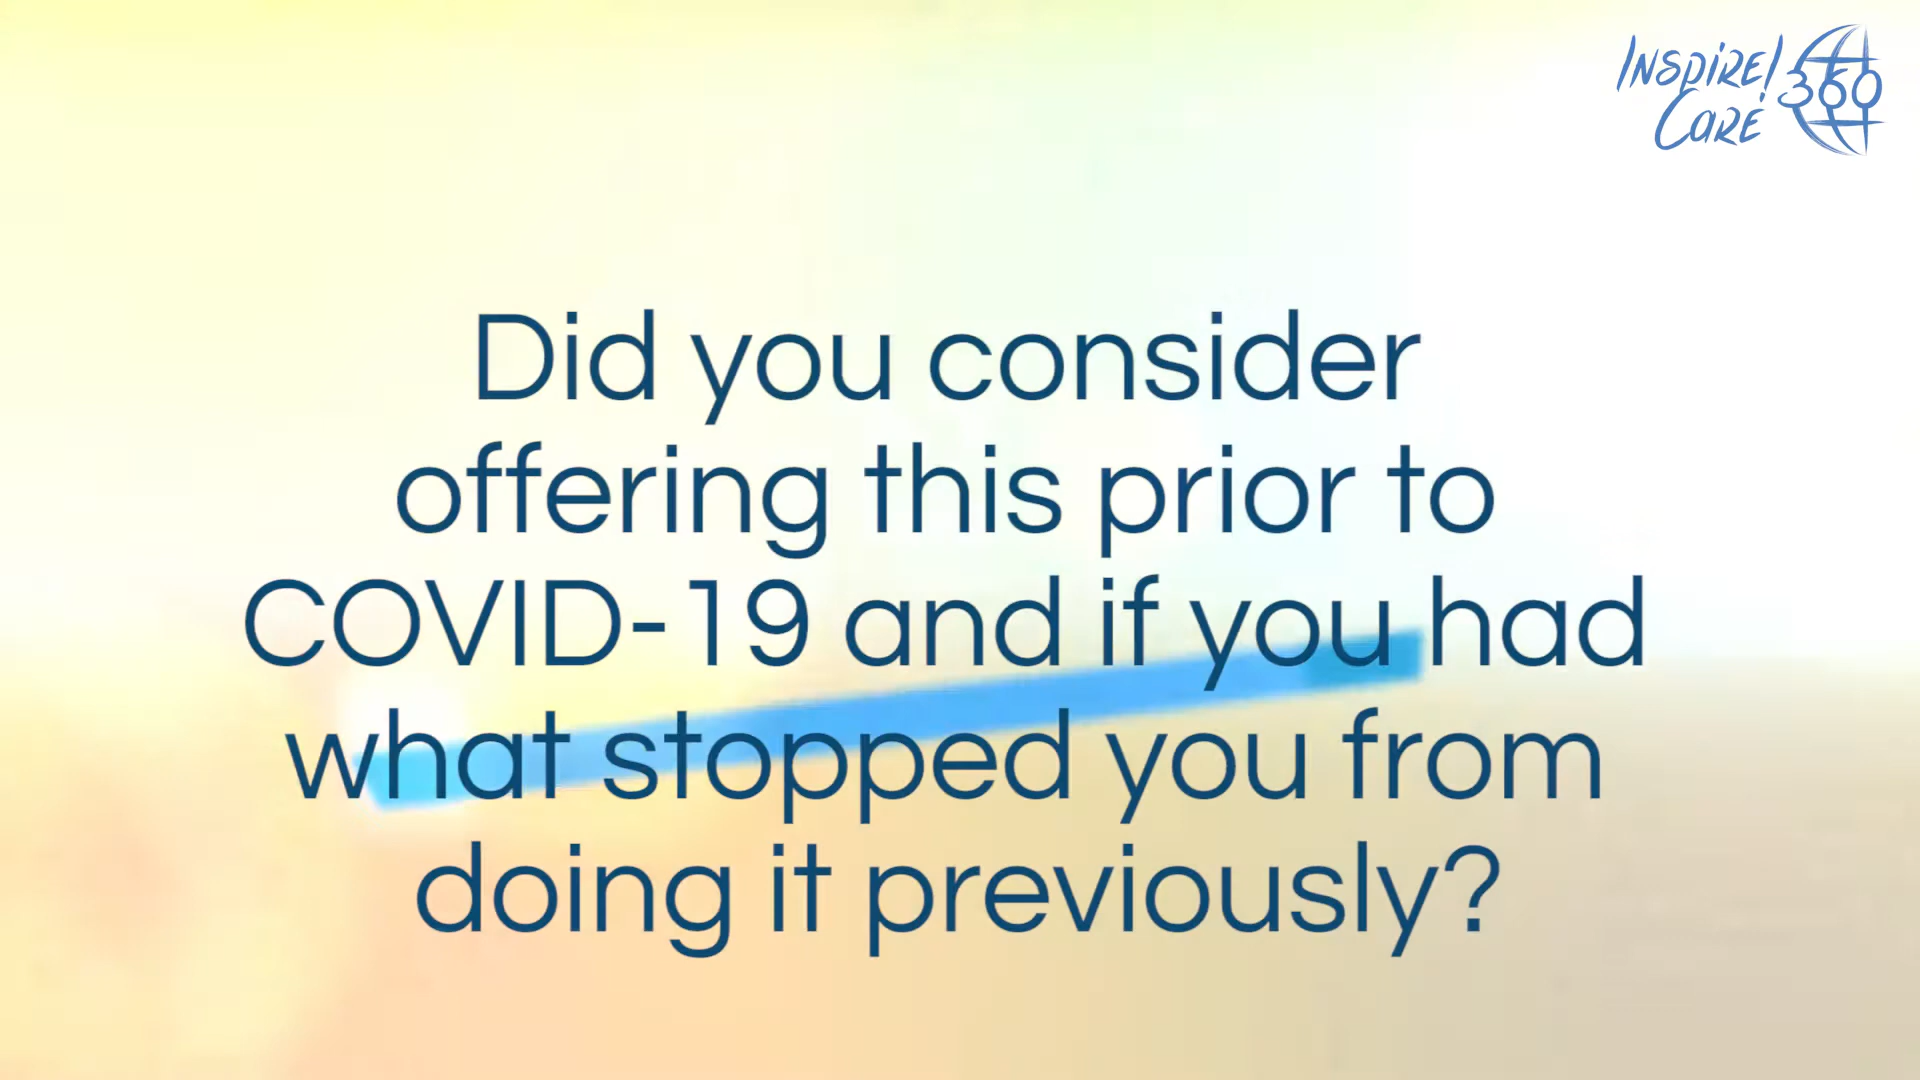 INSPIRE! 360
CARE
Did you consider
offering this prior to
COVID-19 and if you had
what stopped you from
doing it previously?